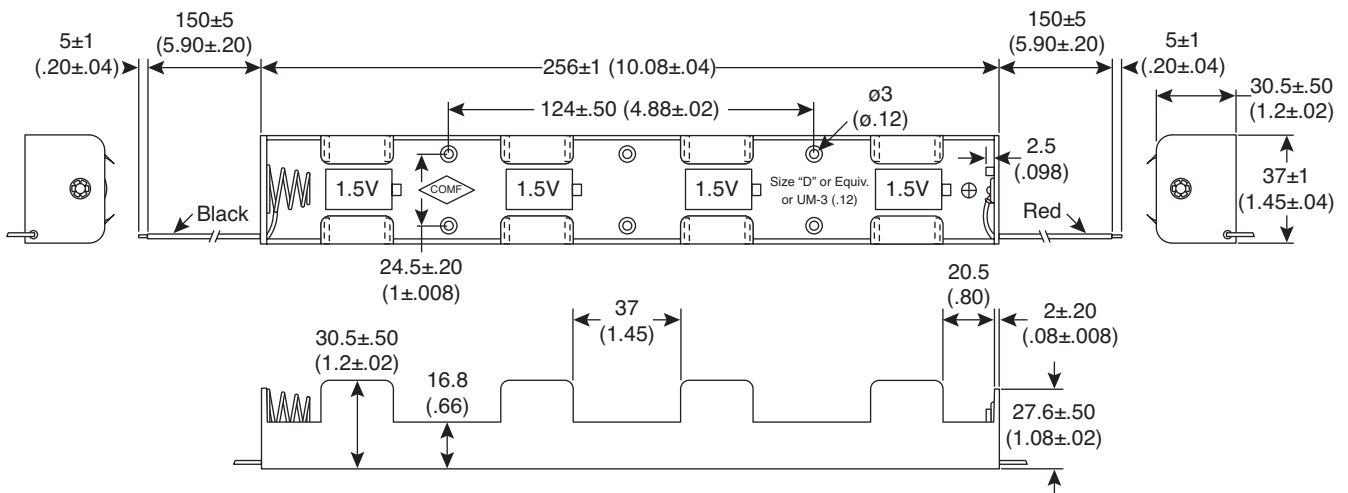 150±5
(5.90±.20)
5±1
(.20±.04)
256±1 (10.08±.04)
150±5
(5.90±.20)
5±1
(.20±.04)
124±.50 (4.88±.02)
ø3
(ø.12)
30.5±.50
(1.2±.02)
2.5
(.098)
37±1
(1.45±.04)
1.5V
COMF
1.5V
1.5V
Size “D” or Equiv.
or UM-3 (.12)
1.5V
Black
Red
24.5±.20
(1±.008)
20.5
(.80)
2±.20
(.08±.008)
37
(1.45)
30.5±.50
(1.2±.02)
16.8
(.66)
27.6±.50
(1.08±.02)